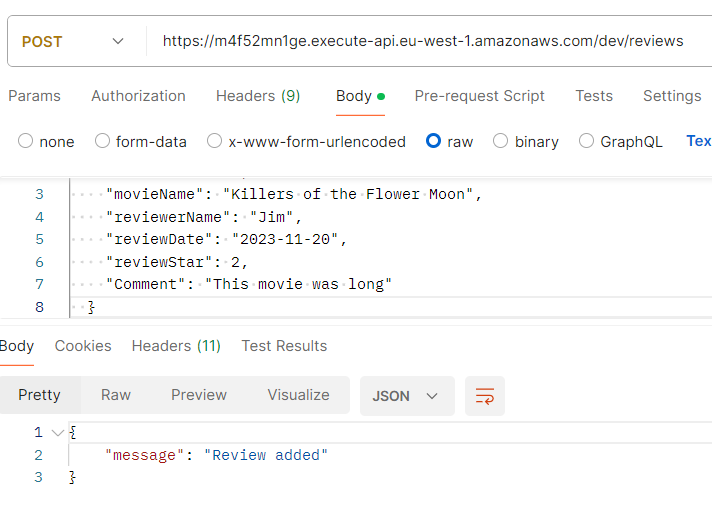 POST https://m4f52mn1ge.execute-api.eu-west-1.amazonaws.com/dev/reviews
Params Authorization Headers (9) Body Pre-request Script Tests Settings
none form-data x-www-form-urlencoded raw binary GraphQL Tex
3 "movieName": "Killers of the Flower Moon",
4 "reviewerName": "Jim",
5 "reviewDate": "2023-11-20",
6 "reviewStar": 2,
7 "Comment": "This movie was long"
8 }
Body Cookies Headers (11) Test Results
Pretty Raw Preview Visualize JSON
1 {
2 "message": "Review added"
3 }